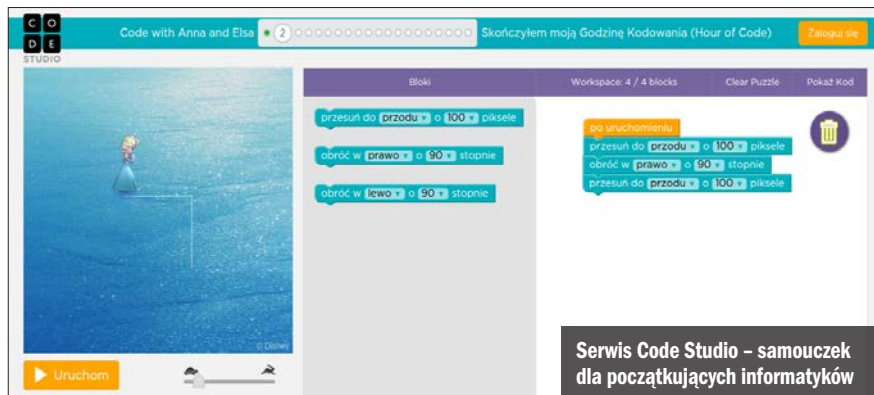 CODE
STUDIO
Code with Anna and Elsa
2
Skończyłem moją Godzinę Kodowania (Hour of Code)
Zaloguj się
Bloki
Workspace: 4 / 4 blocks
Clear Puzzle
Pokaż Kod
przesuń do przodu o 100 piksele
obróć w prawo o 90 stopnie
obróć w lewo o 90 stopnie
po uruchomieniu
przesuń do przodu o 100 piksele
obróć w prawo o 90 stopnie
przesuń do przodu o 100 piksele
© Disney
Uruchom
Serwis Code Studio – samouczek
dla początkujących informatyków